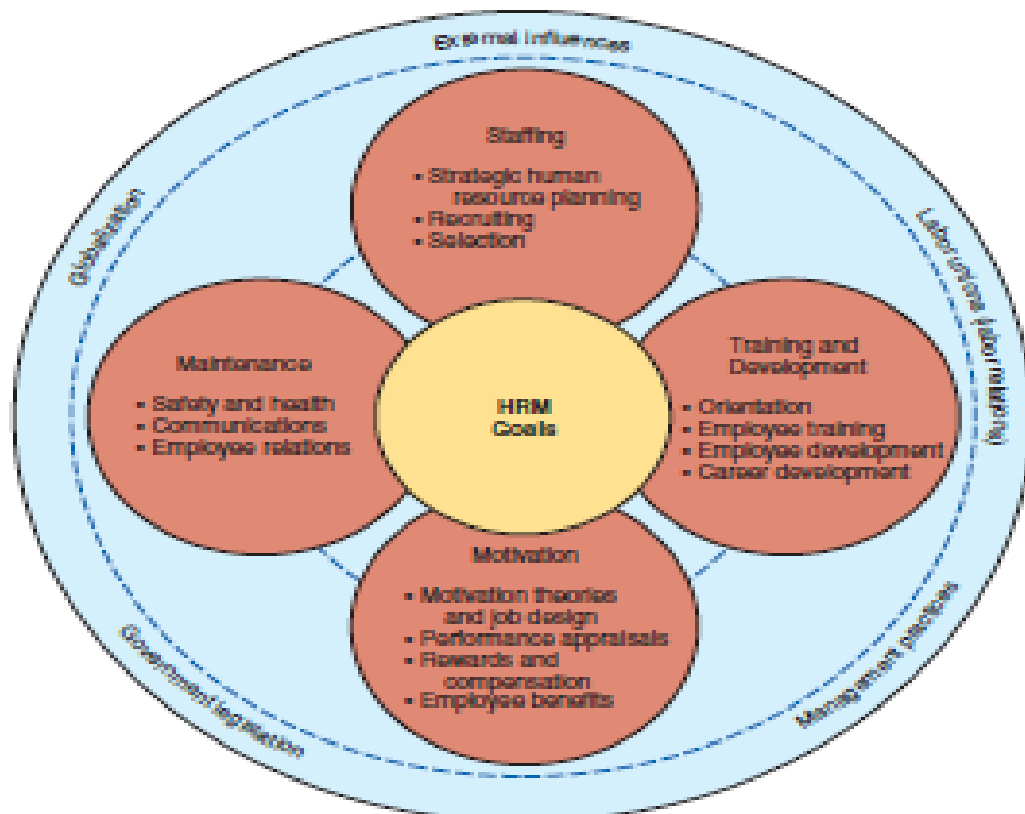 External influences
Staffing
• Strategic human
resource planning
• Recruiting
• Selection
Globalization
Labor unions (labor relating)
Maintenance
• Safety and health
• Communications
• Employee relations
HRM
Goals
Training and
Development
• Orientation
• Employee training
• Employee development
• Career development
Motivation
• Motivation theories
and job design
• Performance appraisals
• Rewards and
compensation
• Employee benefits
Government legislation
Management practices